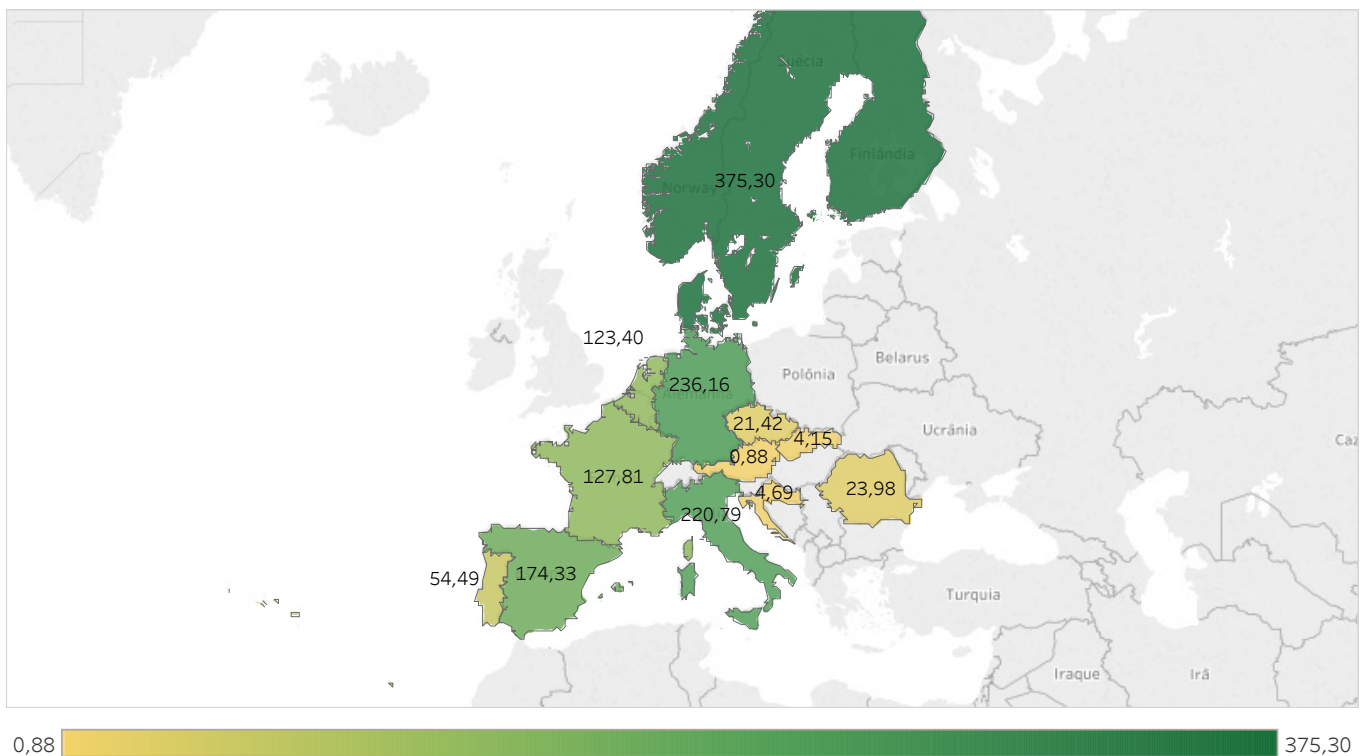 Suécia
Finlândia
Norway
375,30
123,40
236,16
Alemanha
Polónia
Belarus
Ucrânia
21,42
4,15
0,88
127,81
4,69
23,98
220,79
54,49
174,33
Turquia
Iraque
Irã
Caz
0,88
375,30